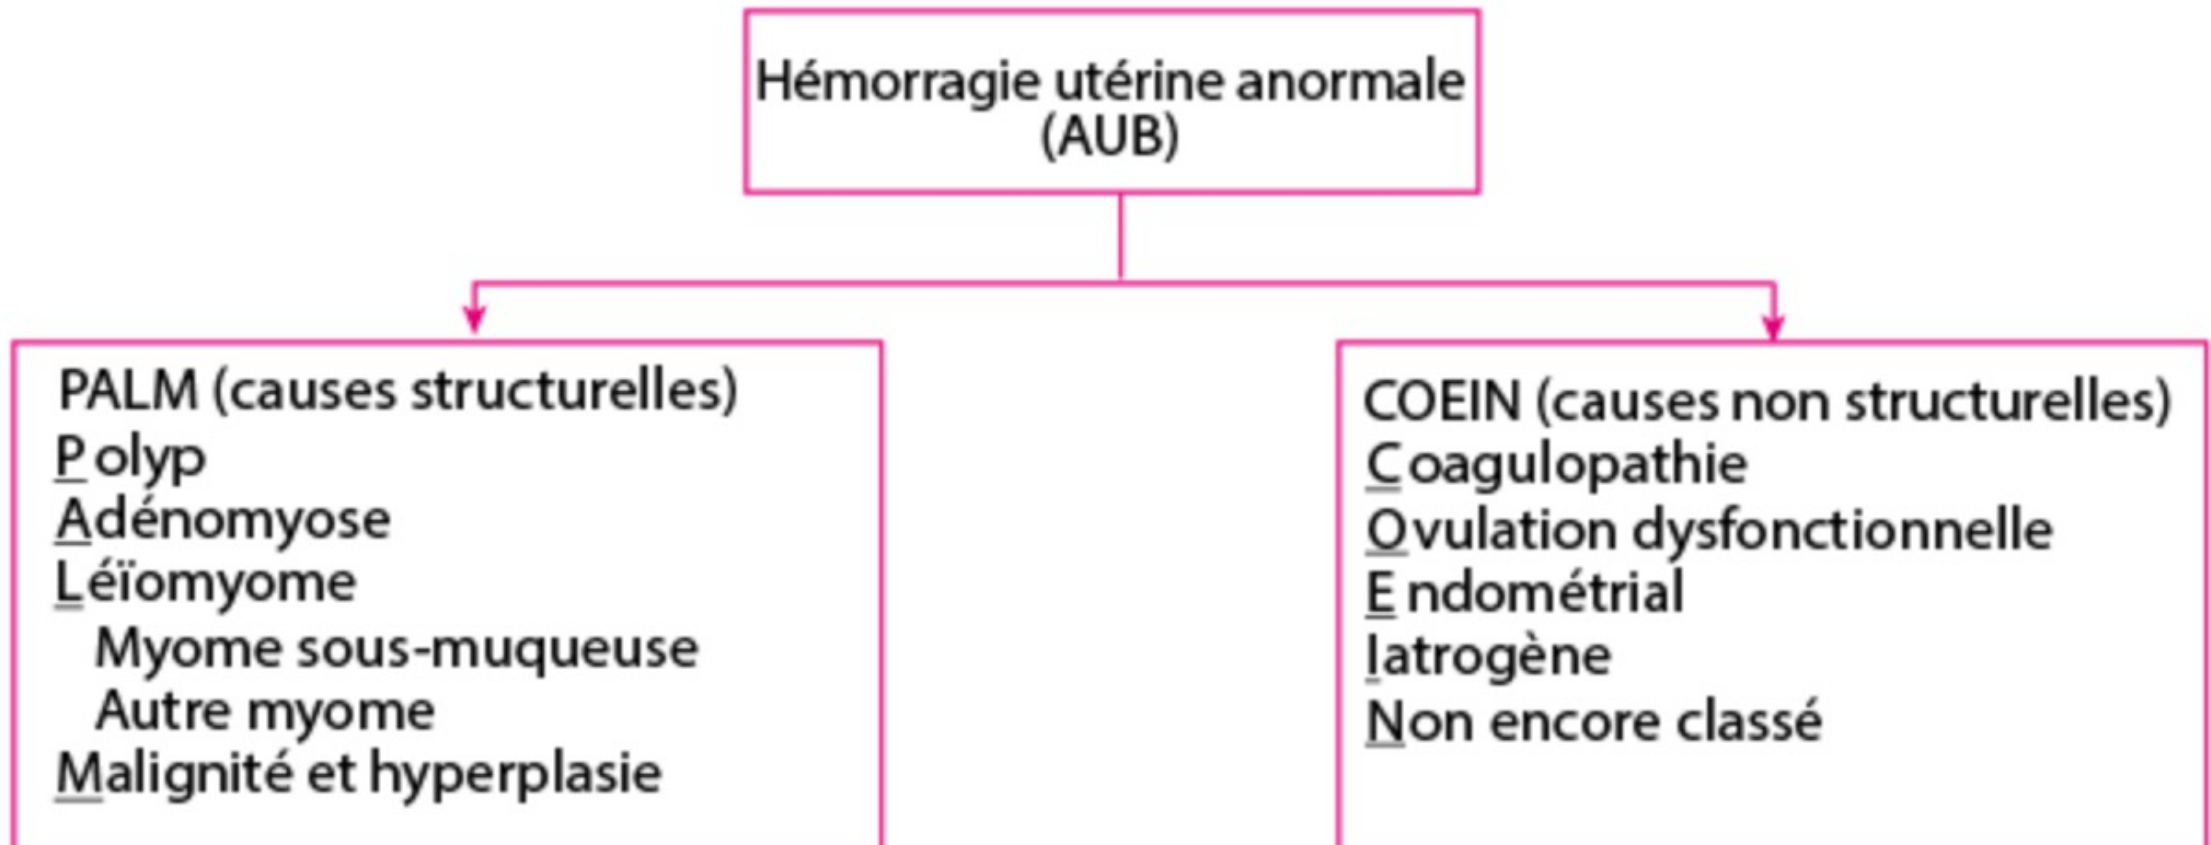 Hémorragie utérine anormale
(AUB)
PALM (causes structurelles)
Polyp
Adénomyose
Léïomyome
Myome sous-muqueuse
Autre myome
Malignité et hyperplasie
COEIN (causes non structurelles)
Coagulopathie
Ovulation dysfonctionnelle
Endométrial
Iatrogène
Non encore classé